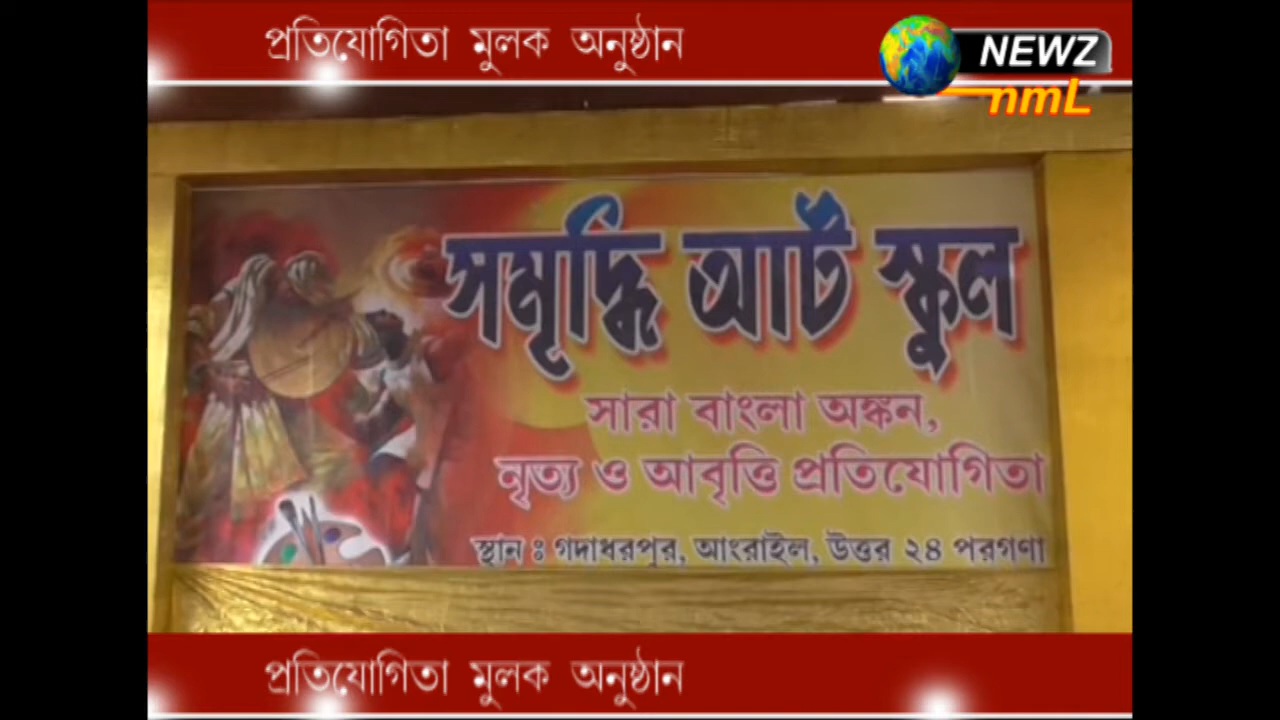 প্রতিযোগিতা মুলক অনুষ্ঠান
NEWZ
nmL
সমৃদ্ধি আর্ট স্কুল
সারা বাংলা অঙ্কন,
নৃত্য ও আবৃত্তি প্রতিযোগিতা
স্থান ঃ গদাধরপুর, আংরাইল, উত্তর ২৪ পরগণা
প্রতিযোগিতা মুলক অনুষ্ঠান